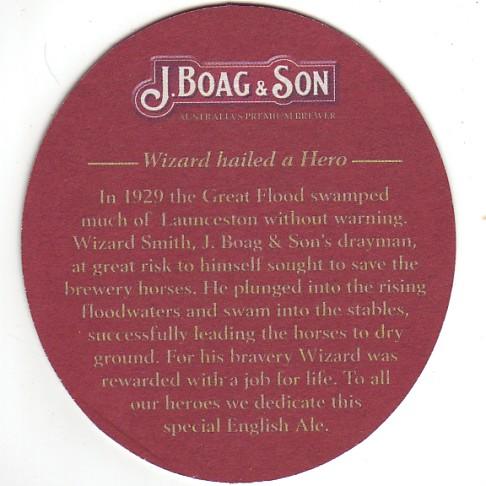 J. BOAG & SON
AUSTRALIA'S PREMIUM BREWER
Wizard hailed a Hero
In 1929 the Great Flood swamped
much of Launceston without warning.
Wizard Smith, J. Boag & Son's drayman,
at great risk to himself sought to save the
brewery horses. He plunged into the rising
floodwaters and swam into the stables,
successfully leading the horses to dry
ground. For his bravery Wizard was
rewarded with a job for life. To all
our heroes we dedicate this
special English Ale.